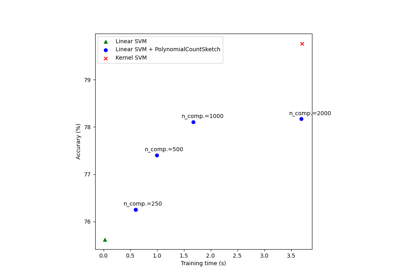 Linear SVM
Linear SVM + PolynomialCountSketch
Kernel SVM
79
n_comp.=1000
n_comp.=2000
78
n_comp.=500
Accurary (%)
77
n_comp.=250
76
0.0 0.5 1.0 1.5 2.0 2.5 3.0 3.5
Training time (s)